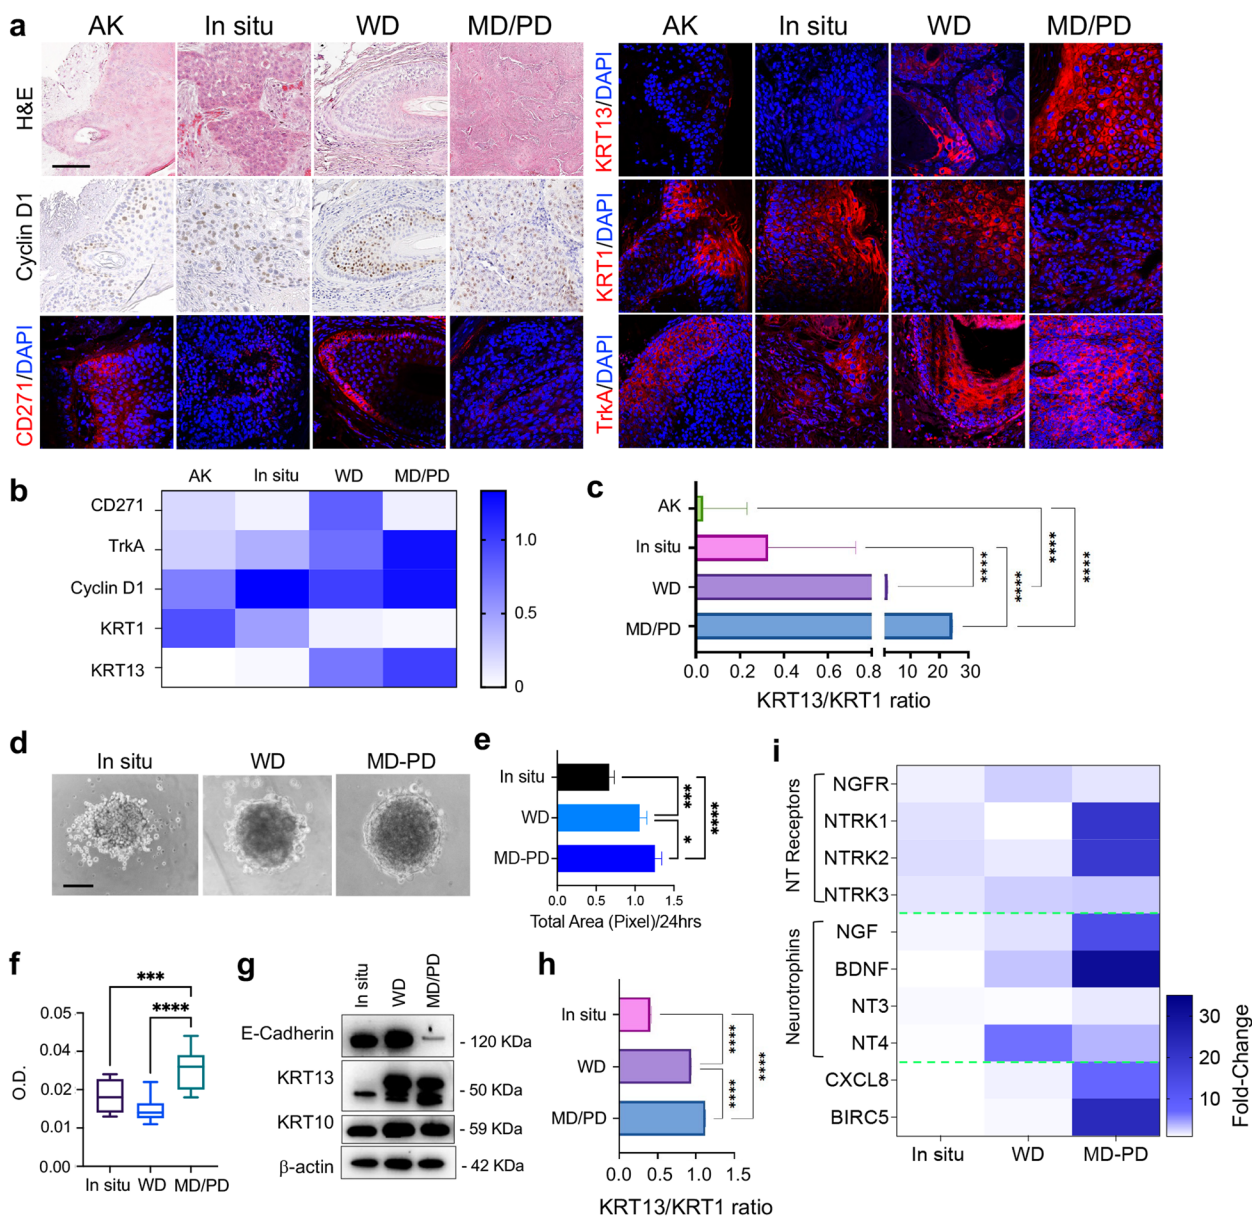 a
AK In situ WD MD/PD
H&E
Cyclin D1
CD271/DAPI
AK In situ WD MD/PD
KRT13/DAPI
KRT1/DAPI
TrkA/DAPI
b
AK In situ WD MD/PD
CD271
TrkA
Cyclin D1
KRT1
KRT13
1.0
0.5
0
c
AK
In situ
WD
MD/PD
****
****
****
****
0.0 0.2 0.4 0.6 0.8 10 20 30
KRT13/KRT1 ratio
d
In situ WD MD-PD
e
In situ
WD
MD-PD
***
*
****
0.0 0.5 1.0 1.5
Total Area (Pixel)/24hrs
f
***
****
0.05
0.04
0.02
0.01
0.00
O.D.
In situ WD MD/PD
g
In situ WD MD/PD
E-Cadherin - 120 KDa
KRT13 - 50 KDa
KRT10 - 59 KDa
β-actin - 42 KDa
h
In situ
WD
MD/PD
****
****
****
0.0 0.5 1.0 1.5
KRT13/KRT1 ratio
i
NT Receptors
NGFR
NTRK1
NTRK2
NTRK3
Neurotrophins
NGF
BDNF
NT3
NT4
CXCL8
BIRC5
In situ WD MD-PD
30
20
10
Fold-Change